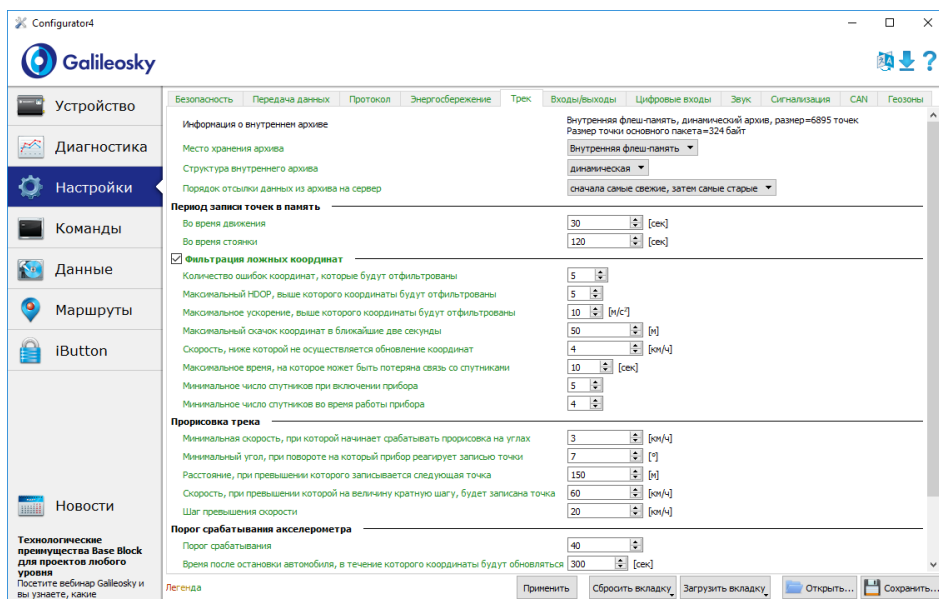 Configurator4
Galileosky
Устройство
Диагностика
Настройки
Команды
Данные
Маршруты
iButton
Новости
Технологические
преимущества Base Block
для проектов любого
уровня
Посетите вебинар Galileosky и
вы узнаете, какие
Безопасность Передача данных Протокол Энергосбережение Трек Входы/выходы Цифровые входы Звук Сигнализация CAN Геозоны
Информация о внутреннем архиве Внутренняя флеш-память, динамический архив, размер=6895 точек
Размер точки основного пакета=324 байт
Место хранения архива Внутренняя флеш-память
Структура внутреннего архива динамическая
Порядок отсылки данных из архива на сервер сначала самые свежие, затем самые старые
Период записи точек в память
Во время движения 30 [сек]
Во время стоянки 120 [сек]
Фильтрация ложных координат
Количество ошибок координат, которые будут отфильтрованы 5
Максимальный HDOP, выше которого координаты будут отфильтрованы 5
Максимальное ускорение, выше которого координаты будут отфильтрованы 10 [м/с²]
Максимальный скачок координат в ближайшие две секунды 50 [м]
Скорость, ниже которой не осуществляется обновление координат 4 [км/ч]
Максимальное время, на которое может быть потеряна связь со спутниками 10 [сек]
Минимальное число спутников при включении прибора 5
Минимальное число спутников во время работы прибора 4
Прорисовка трека
Минимальная скорость, при которой начинает срабатывать прорисовка на углах 3 [км/ч]
Минимальный угол, при повороте на который прибор реагирует записью точки 7 [°]
Расстояние, при превышении которого записывается следующая точка 150 [м]
Скорость, при превышении которой на величину кратную шагу, будет записана точка 60 [км/ч]
Шаг превышения скорости 20 [км/ч]
Порог срабатывания акселерометра
Порог срабатывания 40
Время после остановки автомобиля, в течение которого координаты будут обновляться 300 [сек]
Легенда Применить Сбросить вкладку Загрузить вкладку Открыть... Сохранить...